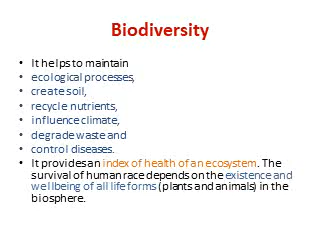 Biodiversity
• It helps to maintain
• ecological processes,
• create soil,
• recycle nutrients,
• influence climate,
• degrade waste and
• control diseases.
• It provides an index of health of an ecosystem. The
survival of human race depends on the existence and
wellbeing of all life forms (plants and animals) in the
biosphere.